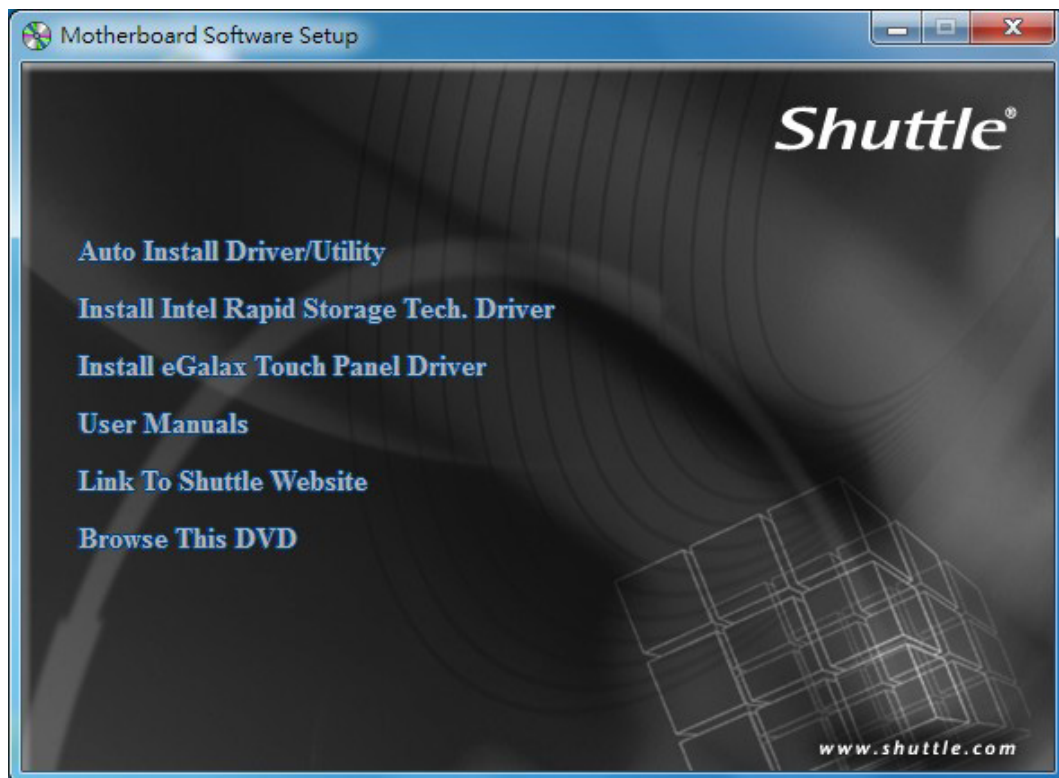 Motherboard Software Setup
Shuttle®
Auto Install Driver/Utility
Install Intel Rapid Storage Tech. Driver
Install eGalax Touch Panel Driver
User Manuals
Link To Shuttle Website
Browse This DVD
www.shuttle.com